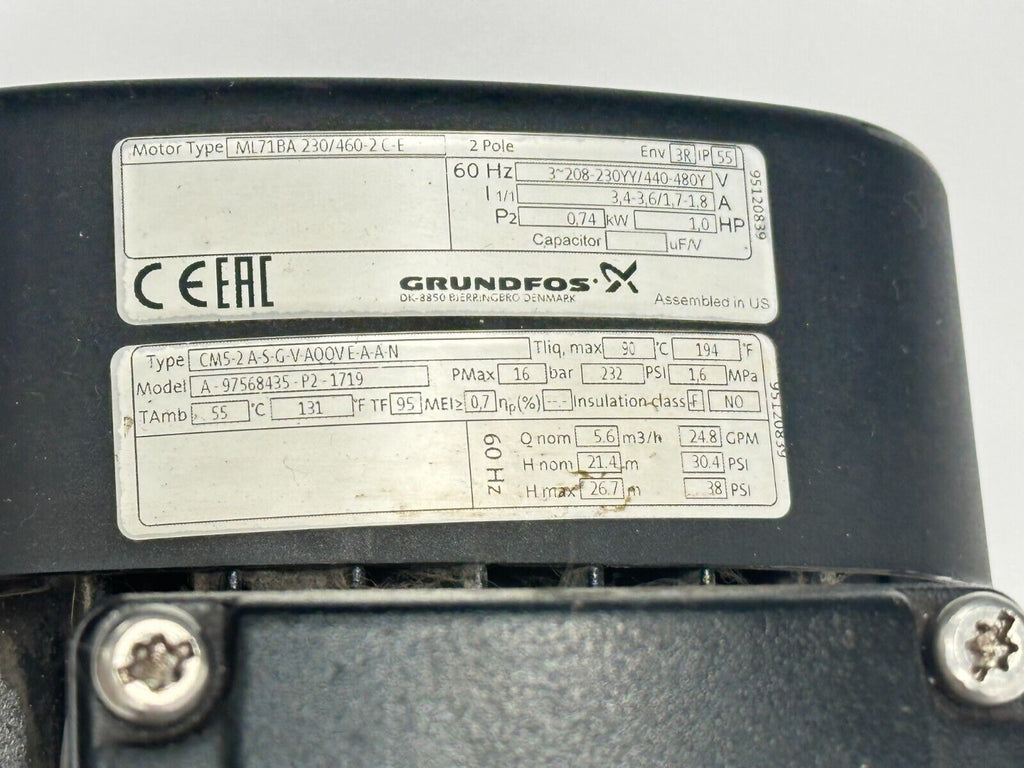 Motor Type ML71BA 230/460-2 C-E 2 Pole Env 3R IP 55
60 Hz 3~208-230YY/440-480Y V
I 1/1 3,4-3,6/1,7-1,8 A
P2 0,74 kW 1,0 HP
Capacitor uF/V
95120839
CE EAC
GRUNDFOS
DK-8850 BJERRINGBRO DENMARK
Assembled in US
Type CM5-2 A-S-G-V-AQQV E-A-A-N Tliq, max 90 °C 194 °F
Model A - 97568435 - P2 - 1719 PMax 16 bar 232 PSI 1,6 MPa
TAmb 55 °C 131 °F TF 95 MEI≥ 0,7 ηp(%) --.- Insulation class F NO
95120839
60 Hz
Q nom 5.6 m3/h 24.8 GPM
H nom 21.4 m 30.4 PSI
H max 26.7 m 38 PSI